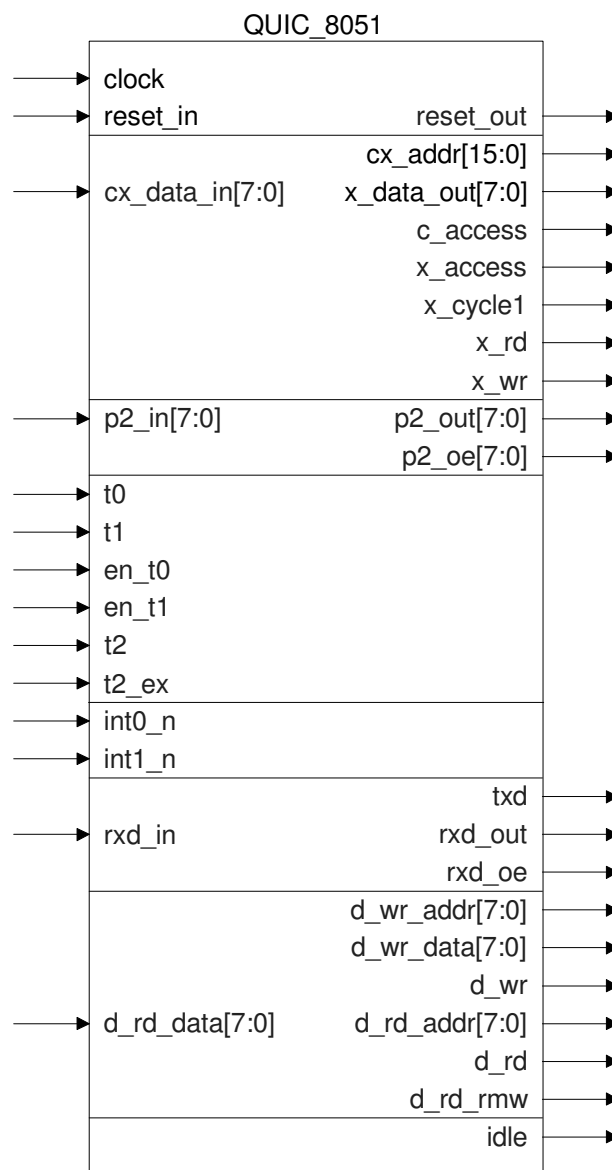 QUIC_8051
clock
reset_in reset_out
cx_addr[15:0]
cx_data_in[7:0] x_data_out[7:0]
c_access
x_access
x_cycle1
x_rd
x_wr
p2_in[7:0] p2_out[7:0]
p2_oe[7:0]
t0
t1
en_t0
en_t1
t2
t2_ex
int0_n
int1_n
txd
rxd_in rxd_out
rxd_oe
d_wr_addr[7:0]
d_wr_data[7:0]
d_wr
d_rd_data[7:0] d_rd_addr[7:0]
d_rd
d_rd_rmw
idle